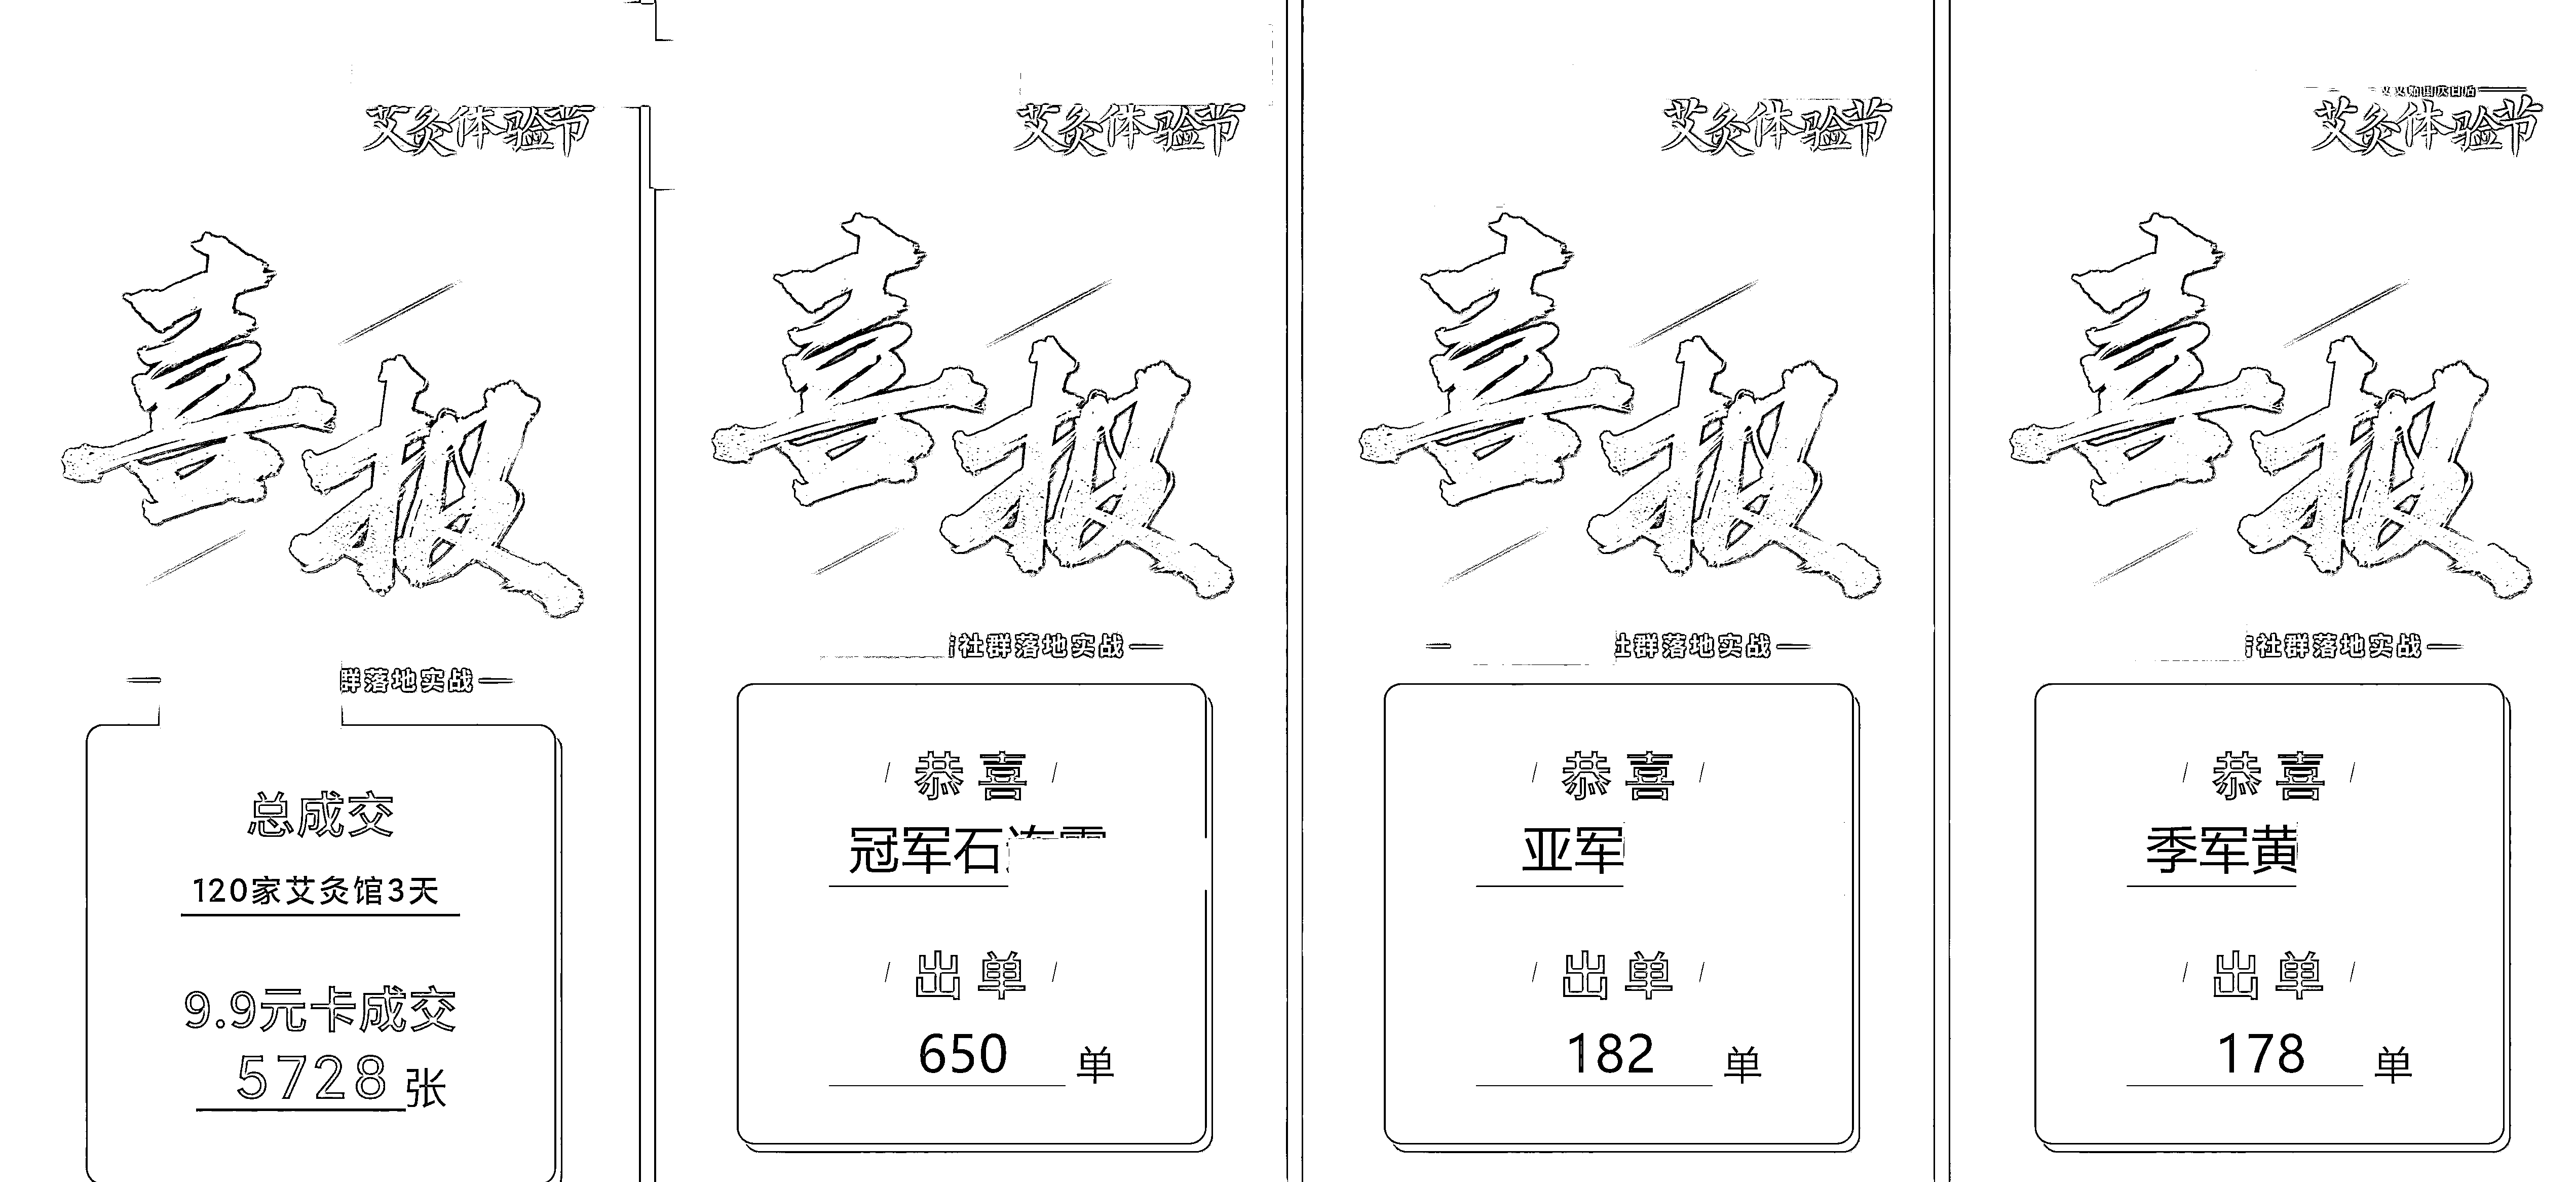 艾灸体验节
喜报
群落地实战
总成交
120家艾灸馆3天
9.9元卡成交
5728张
艾灸体验节
喜报
社群落地实战
恭喜
冠军石
出单
650 单
艾灸体验节
喜报
社群落地实战
恭喜
亚军
出单
182 单
艾灸体验节
喜报
社群落地实战
恭喜
季军黄
出单
178 单